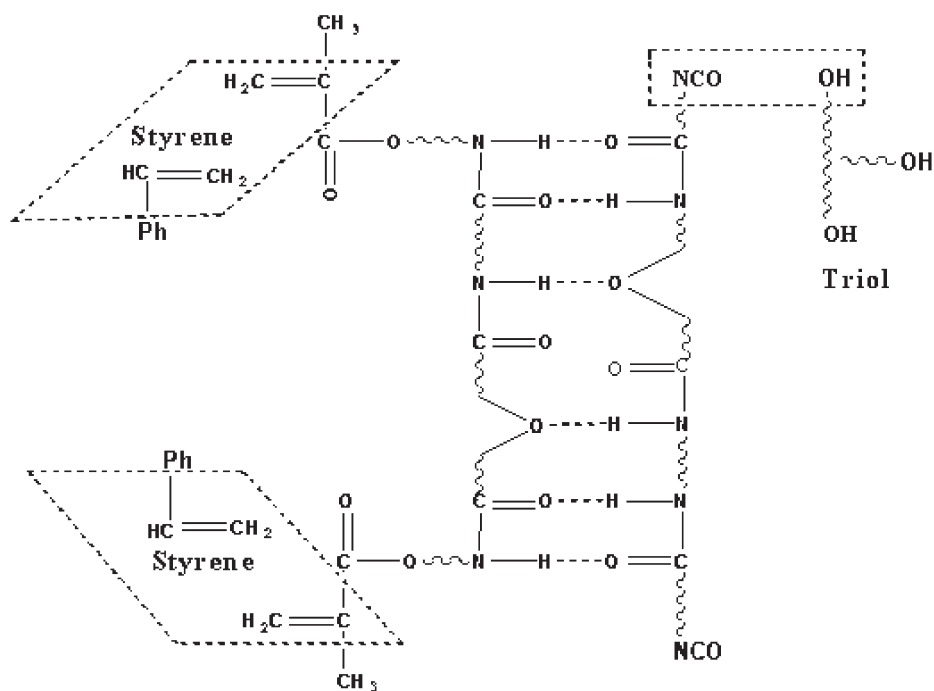 CH3
H2C C NCO OH
Styrene C O N H O C OH
HC CH2 O C O H N
Ph OH
N H O Triol
C O
O C
O H N
Ph
O C O H N
HC CH2
Styrene C O N H O C
H2C C
NCO
CH3